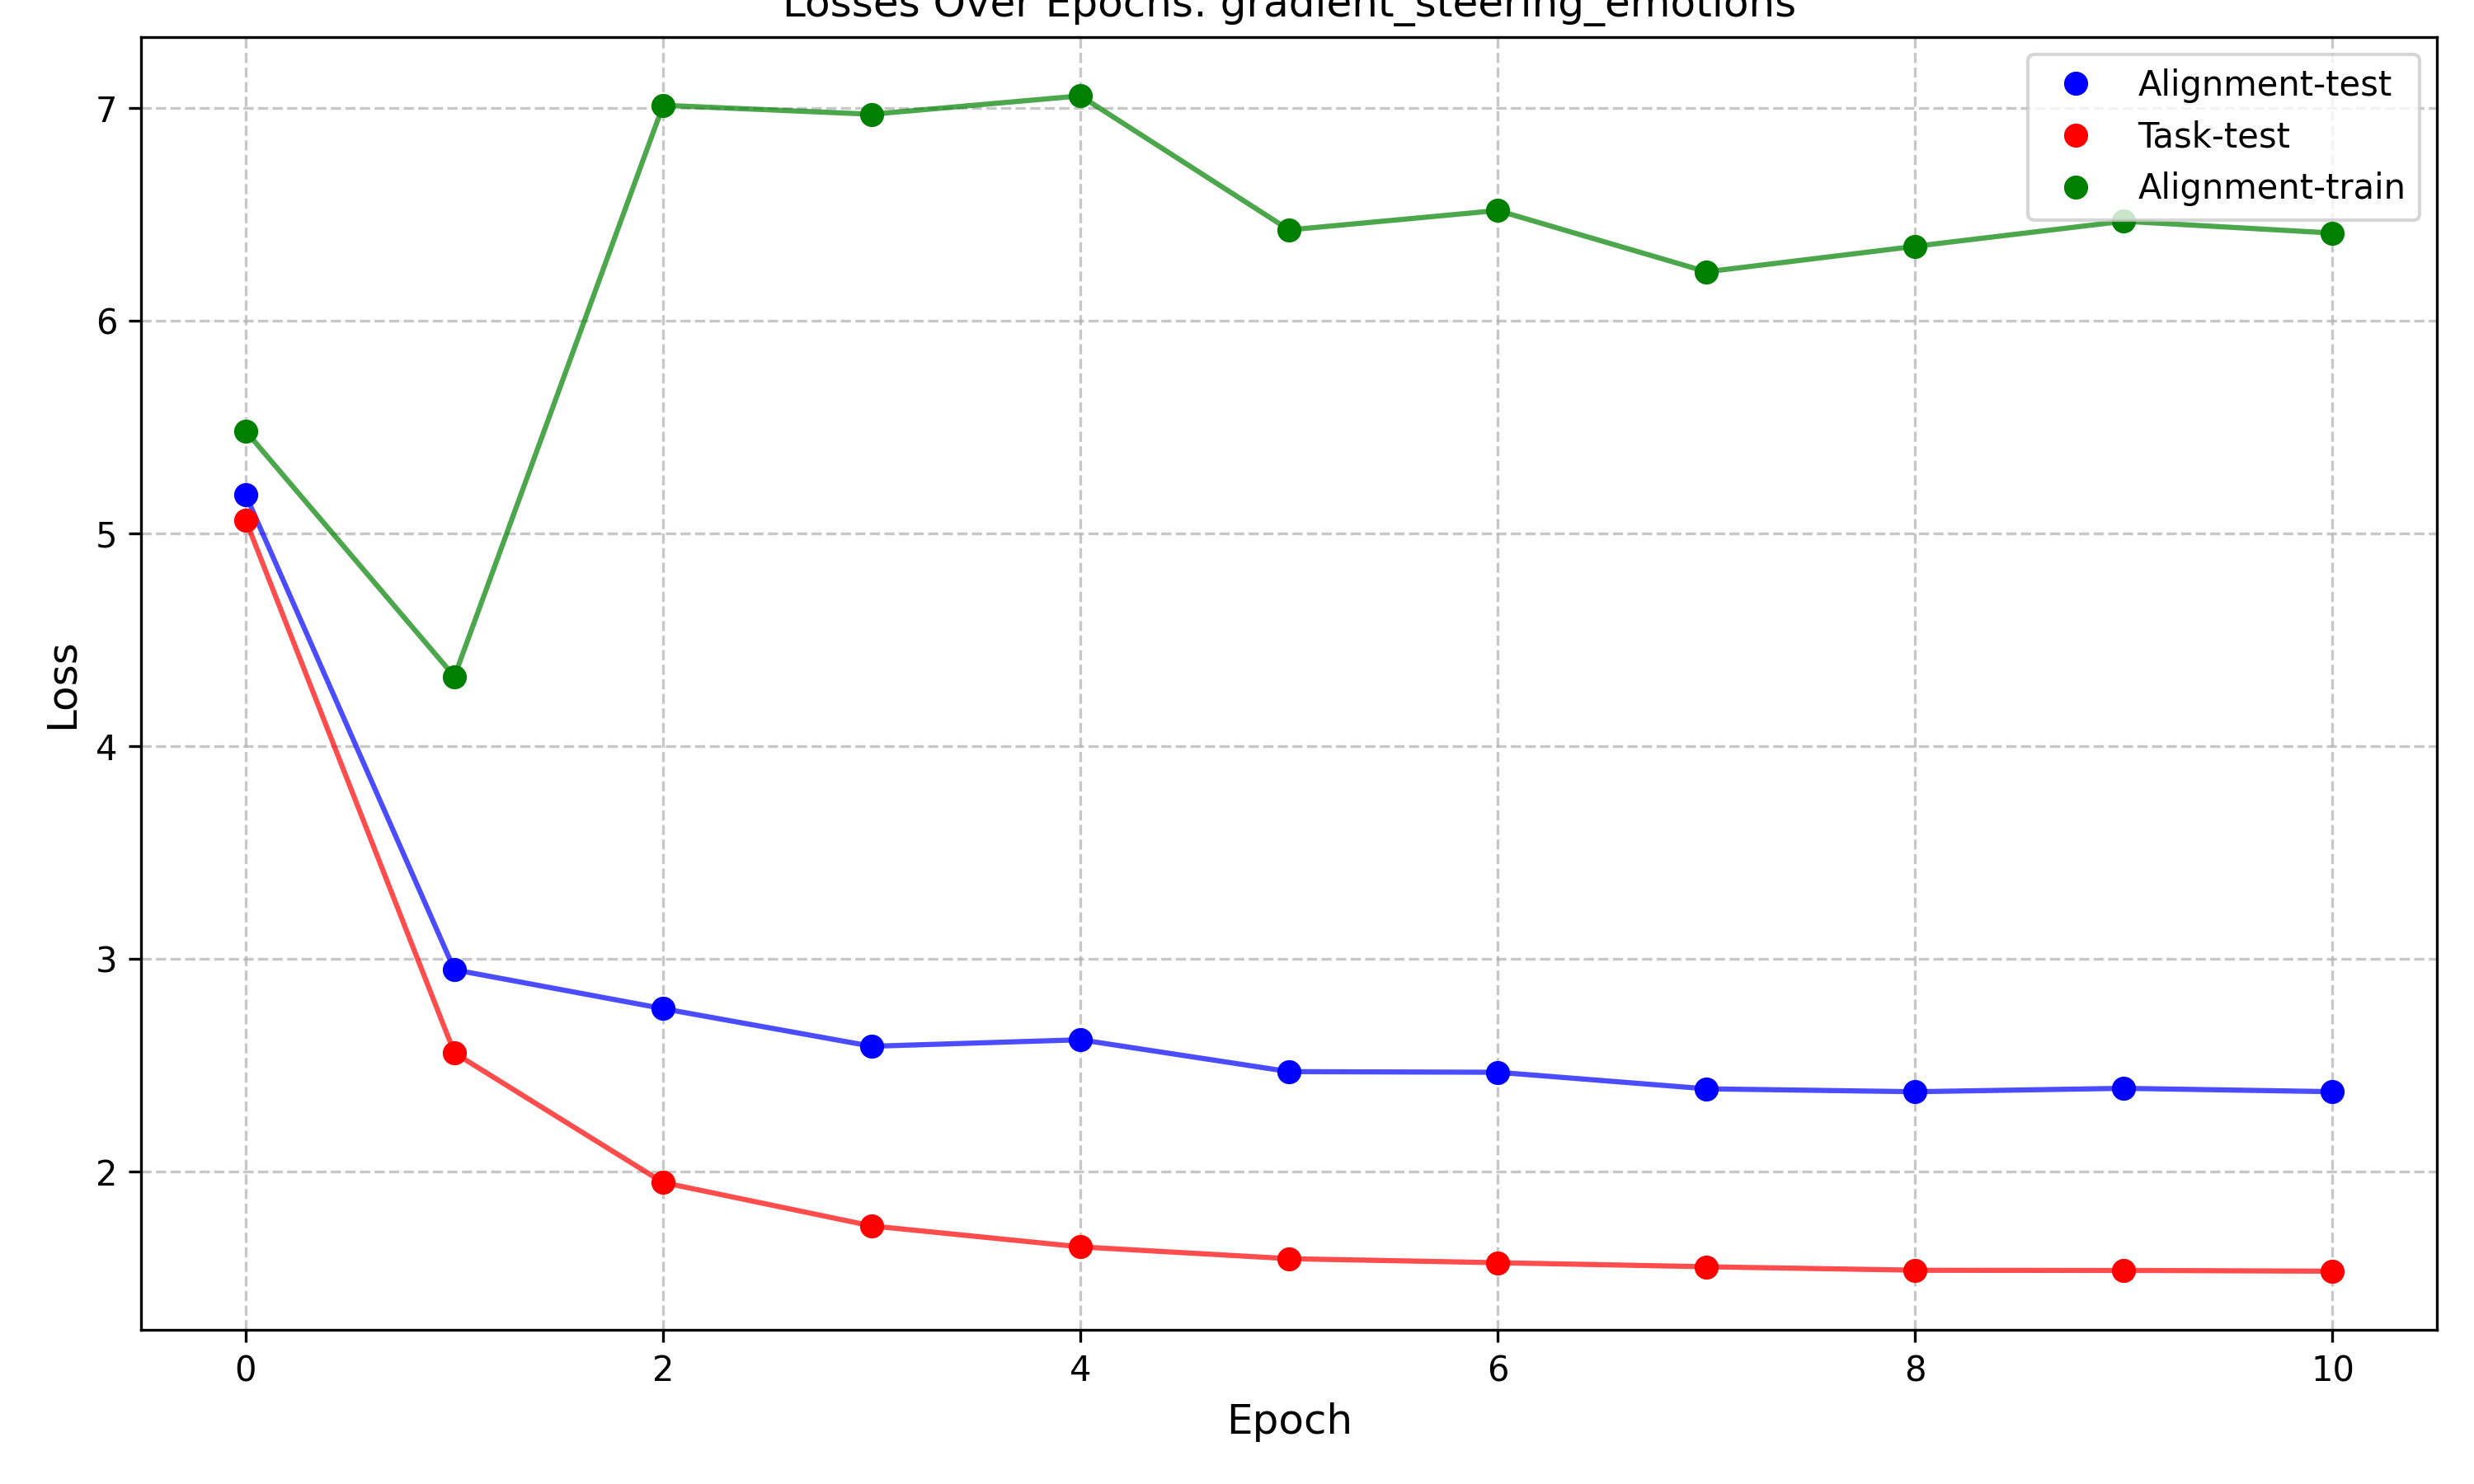 Losses Over Epochs: gradient_steering_emotions
7
6
5
4
3
2
Loss
Alignment-test
Task-test
Alignment-train
0 2 4 6 8 10
Epoch